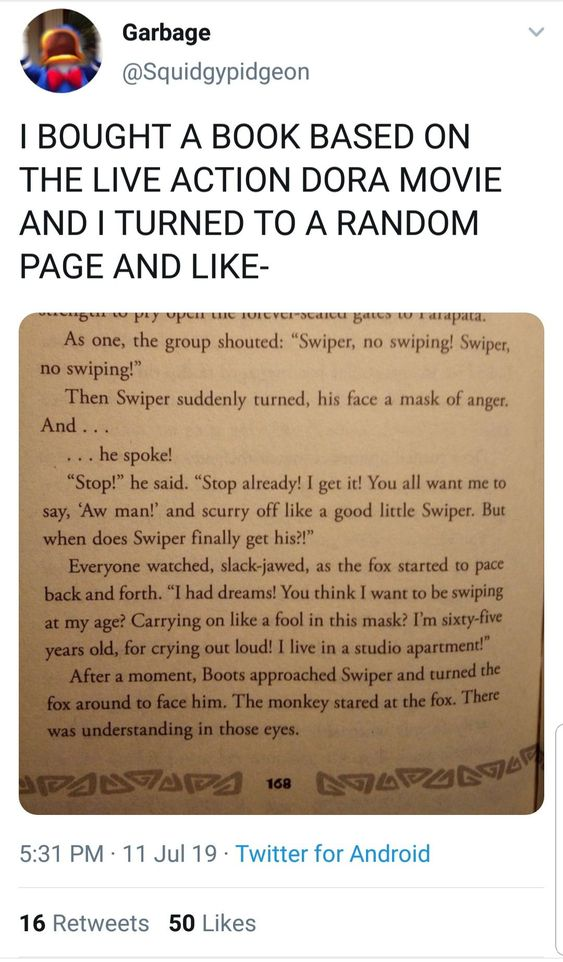 Garbage
@Squidgypidgeon
I BOUGHT A BOOK BASED ON
THE LIVE ACTION DORA MOVIE
AND I TURNED TO A RANDOM
PAGE AND LIKE-
strength to pry open the forever-sealed gates to Parapata.
As one, the group shouted: “Swiper, no swiping! Swiper,
no swiping!”
Then Swiper suddenly turned, his face a mask of anger.
And . . .
. . . he spoke!
“Stop!” he said. “Stop already! I get it! You all want me to
say, ‘Aw man!’ and scurry off like a good little Swiper. But
when does Swiper finally get his?!”
Everyone watched, slack-jawed, as the fox started to pace
back and forth. “I had dreams! You think I want to be swiping
at my age? Carrying on like a fool in this mask? I’m sixty-five
years old, for crying out loud! I live in a studio apartment!”
After a moment, Boots approached Swiper and turned the
fox around to face him. The monkey stared at the fox. There
was understanding in those eyes.
168
5:31 PM · 11 Jul 19 · Twitter for Android
16 Retweets 50 Likes